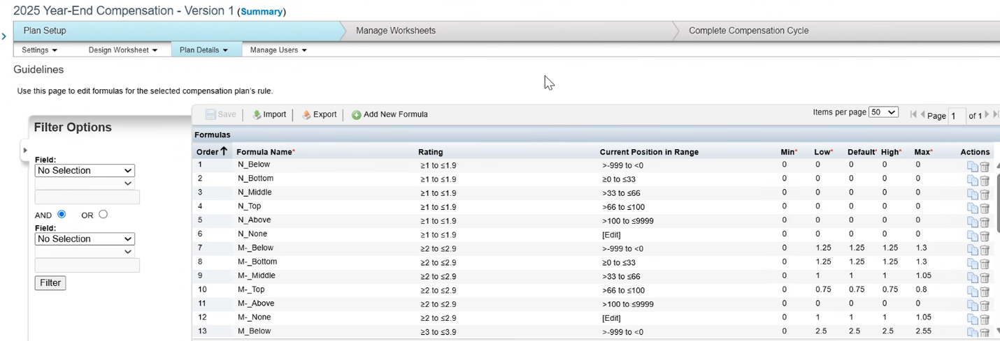 2025 Year-End Compensation - Version 1 (Summary)
Plan Setup Manage Worksheets Complete Compensation Cycle
Settings Design Worksheet Plan Details Manage Users
Guidelines
Use this page to edit formulas for the selected compensation plan's rule.
Filter Options
Field:
No Selection
AND OR
Field:
No Selection
Filter
Save Import Export Add New Formula Items per page 50 Page 1 of 1
Formulas
Order Formula Name* Rating Current Position in Range Min* Low* Default* High* Max* Actions
1 N_Below ≥1 to ≤1.9 >-999 to <0 0 0 0 0 0
2 N_Bottom ≥1 to ≤1.9 ≥0 to ≤33 0 0 0 0 0
3 N_Middle ≥1 to ≤1.9 >33 to ≤66 0 0 0 0 0
4 N_Top ≥1 to ≤1.9 >66 to ≤100 0 0 0 0 0
5 N_Above ≥1 to ≤1.9 >100 to ≤9999 0 0 0 0 0
6 N_None ≥1 to ≤1.9 [Edit] 0 0 0 0 0
7 M-_Below ≥2 to ≤2.9 >-999 to <0 0 1.25 1.25 1.25 1.3
8 M-_Bottom ≥2 to ≤2.9 ≥0 to ≤33 0 1.25 1.25 1.25 1.3
9 M-_Middle ≥2 to ≤2.9 >33 to ≤66 0 1 1 1 1.05
10 M-_Top ≥2 to ≤2.9 >66 to ≤100 0 0.75 0.75 0.75 0.8
11 M-_Above ≥2 to ≤2.9 >100 to ≤9999 0 0 0 0 0
12 M-_None ≥2 to ≤2.9 [Edit] 0 1 1 1 1.05
13 M_Below ≥3 to ≤3.9 >-999 to <0 0 2.5 2.5 2.5 2.55